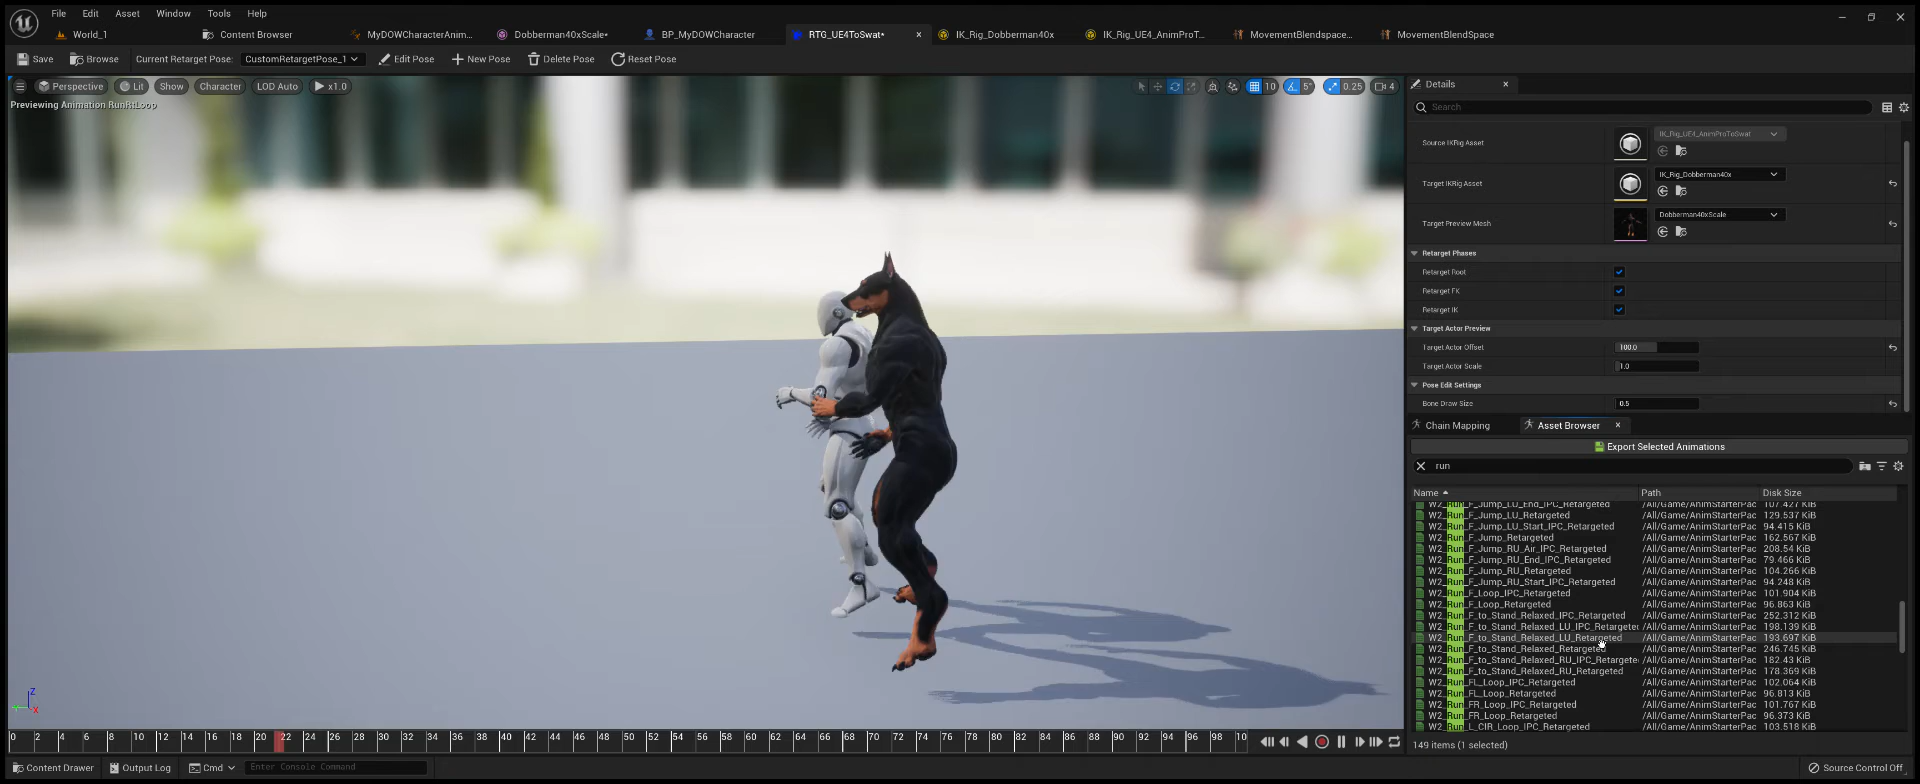 File Edit Asset Window Tools Help
World_1 Content Browser MyDOWCharacterAnim... Dobberman40xScale* BP_MyDOWCharacter RTG_UE4ToSwat* IK_Rig_Dobberman40x IK_Rig_UE4_AnimProT... MovementBlendspace... MovementBlendSpace
Save Browse Current Retarget Pose: CustomRetargetPose_1 Edit Pose New Pose Delete Pose Reset Pose
Perspective Lit Show Character LOD Auto x1.0 10 5° 0.25 4
Previewing Animation RunRtLoop
Details
Search
Source IKRig Asset IK_Rig_UE4_AnimProToSwat
Target IKRig Asset IK_Rig_Dobberman40x
Target Preview Mesh Dobberman40xScale
Retarget Phases
Retarget Root
Retarget FK
Retarget IK
Target Actor Preview
Target Actor Offset 100.0
Target Actor Scale 1.0
Pose Edit Settings
Bone Draw Size 0.5
Chain Mapping Asset Browser
Export Selected Animations
run
Name Path Disk Size
W2_Run_F_Jump_LU_End_IPC_Retargeted /All/Game/AnimStarterPac 107.427 KiB
W2_Run_F_Jump_LU_Retargeted /All/Game/AnimStarterPac 129.537 KiB
W2_Run_F_Jump_LU_Start_IPC_Retargeted /All/Game/AnimStarterPac 94.415 KiB
W2_Run_F_Jump_Retargeted /All/Game/AnimStarterPac 162.567 KiB
W2_Run_F_Jump_RU_Air_IPC_Retargeted /All/Game/AnimStarterPac 208.54 KiB
W2_Run_F_Jump_RU_End_IPC_Retargeted /All/Game/AnimStarterPac 79.466 KiB
W2_Run_F_Jump_RU_Retargeted /All/Game/AnimStarterPac 104.266 KiB
W2_Run_F_Jump_RU_Start_IPC_Retargeted /All/Game/AnimStarterPac 94.248 KiB
W2_Run_F_Loop_IPC_Retargeted /All/Game/AnimStarterPac 101.904 KiB
W2_Run_F_Loop_Retargeted /All/Game/AnimStarterPac 96.863 KiB
W2_Run_F_to_Stand_Relaxed_IPC_Retargeted /All/Game/AnimStarterPac 252.312 KiB
W2_Run_F_to_Stand_Relaxed_LU_IPC_Retargeter /All/Game/AnimStarterPac 198.139 KiB
W2_Run_F_to_Stand_Relaxed_LU_Retargeted /All/Game/AnimStarterPac 193.697 KiB
W2_Run_F_to_Stand_Relaxed_Retargeted /All/Game/AnimStarterPac 246.745 KiB
W2_Run_F_to_Stand_Relaxed_RU_IPC_Retargete /All/Game/AnimStarterPac 182.43 KiB
W2_Run_F_to_Stand_Relaxed_RU_Retargeted /All/Game/AnimStarterPac 178.369 KiB
W2_Run_FL_Loop_IPC_Retargeted /All/Game/AnimStarterPac 102.064 KiB
W2_Run_FL_Loop_Retargeted /All/Game/AnimStarterPac 96.813 KiB
W2_Run_FR_Loop_IPC_Retargeted /All/Game/AnimStarterPac 101.767 KiB
W2_Run_FR_Loop_Retargeted /All/Game/AnimStarterPac 96.373 KiB
W2_Run_L_CIR_Loop_IPC_Retargeted /All/Game/AnimStarterPac 103.518 KiB
149 items (1 selected)
Z
X
0 2 4 6 8 10 12 14 16 18 20 22 24 26 28 30 32 34 36 38 40 42 44 46 48 50 52 54 56 58 60 62 64 66 68 70 72 74 76 78 80 82 84 86 88 90 92 94 96 98 10
Content Drawer Output Log Cmd Enter Console Command Source Control Off